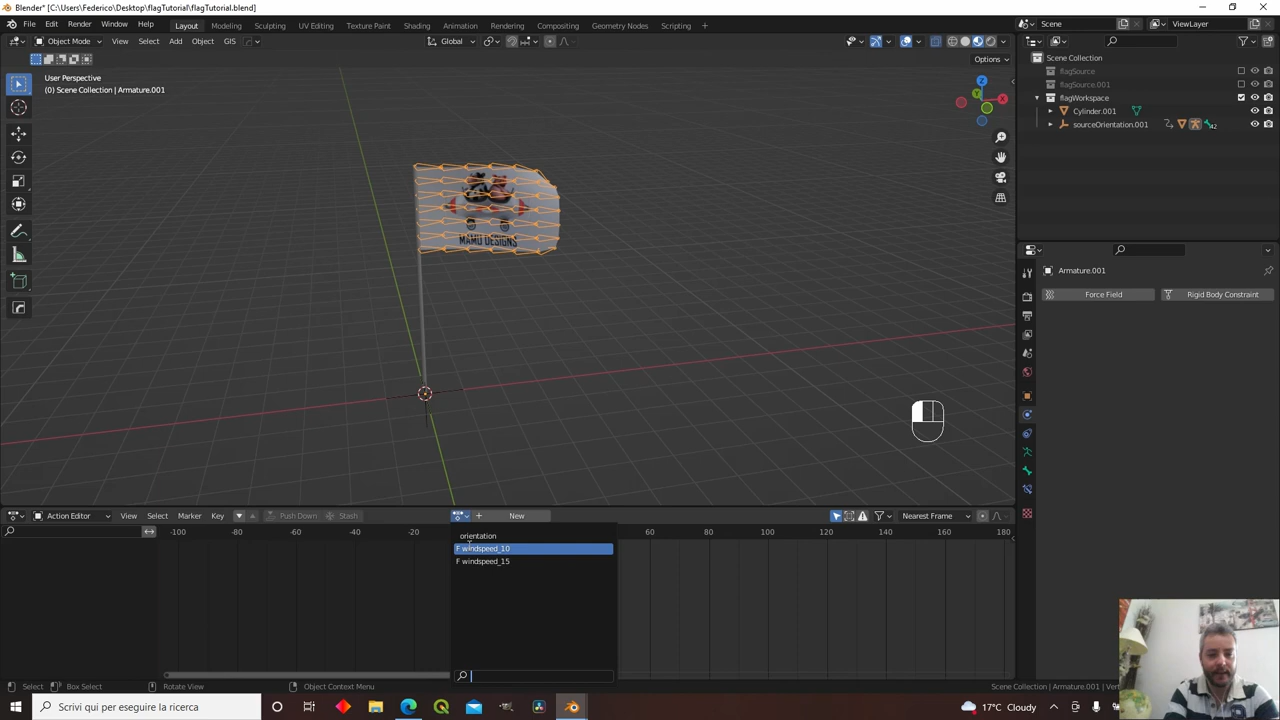 Blender* [C:\Users\Federico\Desktop\flagTutorial\flagTutorial.blend]
File Edit Render Window Help Layout Modeling Sculpting UV Editing Texture Paint Shading Animation Rendering Compositing Geometry Nodes Scripting + Scene ViewLayer
Object Mode View Select Add Object GIS Global
Options
User Perspective
(0) Scene Collection | Armature.001
Z
Y
X
Scene Collection
flagSource
flagSource.001
flagWorkspace
Cylinder.001
sourceOrientation.001
42
MAMU DESIGNS
Armature.001
Force Field Rigid Body Constraint
Action Editor View Select Marker Key Push Down Stash New Nearest Frame
-100 -80 -60 -40 -20 60 80 100 120 140 160 180
orientation
F windspeed_10
F windspeed_15
Select Box Select Rotate View Object Context Menu Scene Collection | Armature.001 | Vert
Scrivi qui per eseguire la ricerca
17°C Cloudy